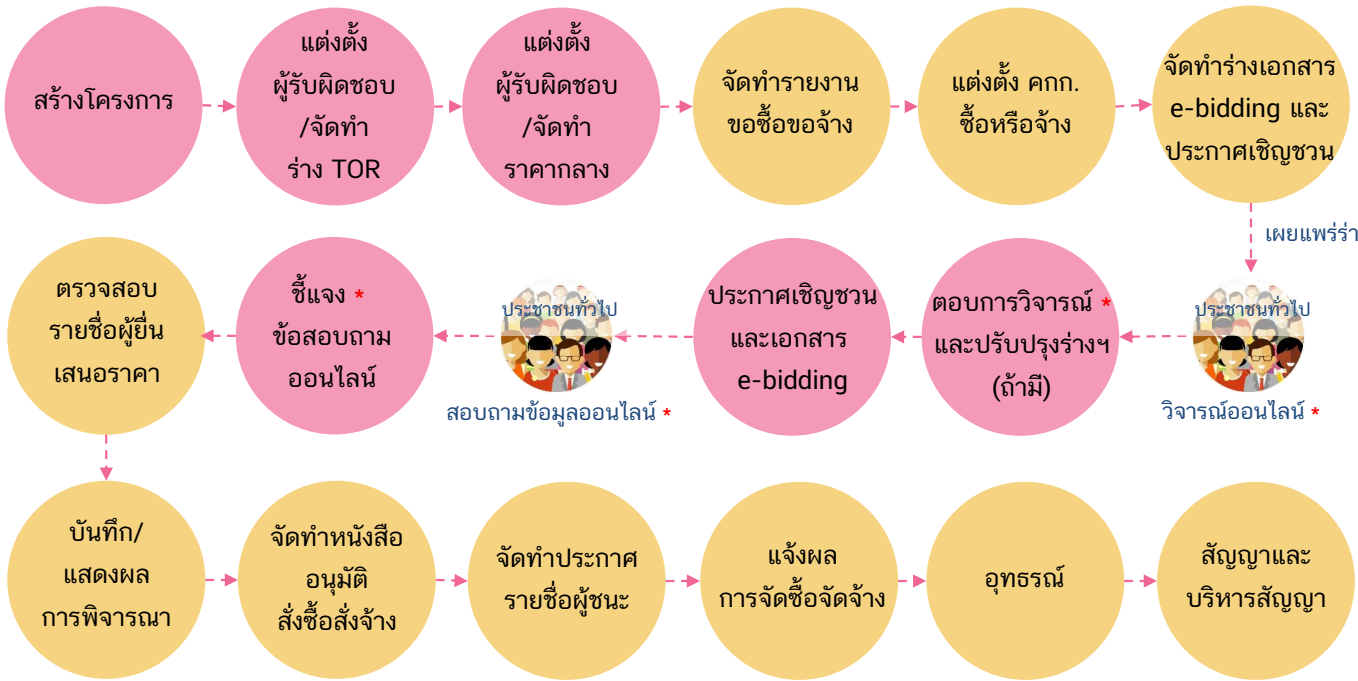 สร้างโครงการ
แต่งตั้ง
ผู้รับผิดชอบ
/จัดทำ
ร่าง TOR
แต่งตั้ง
ผู้รับผิดชอบ
/จัดทำ
ราคากลาง
จัดทำรายงาน
ขอซื้อขอจ้าง
แต่งตั้ง คกก.
ซื้อหรือจ้าง
จัดทำร่างเอกสาร
e-bidding และ
ประกาศเชิญชวน
เผยแพร่ร่า
ประชาชนทั่วไป
วิจารณ์ออนไลน์ *
ตอบการวิจารณ์ *
และปรับปรุงร่างฯ
(ถ้ามี)
ประกาศเชิญชวน
และเอกสาร
e-bidding
ประชาชนทั่วไป
สอบถามข้อมูลออนไลน์ *
ชี้แจง *
ข้อสอบถาม
ออนไลน์
ตรวจสอบ
รายชื่อผู้ยื่น
เสนอราคา
บันทึก/
แสดงผล
การพิจารณา
จัดทำหนังสือ
อนุมัติ
สั่งซื้อสั่งจ้าง
จัดทำประกาศ
รายชื่อผู้ชนะ
แจ้งผล
การจัดซื้อจัดจ้าง
อุทธรณ์
สัญญาและ
บริหารสัญญา